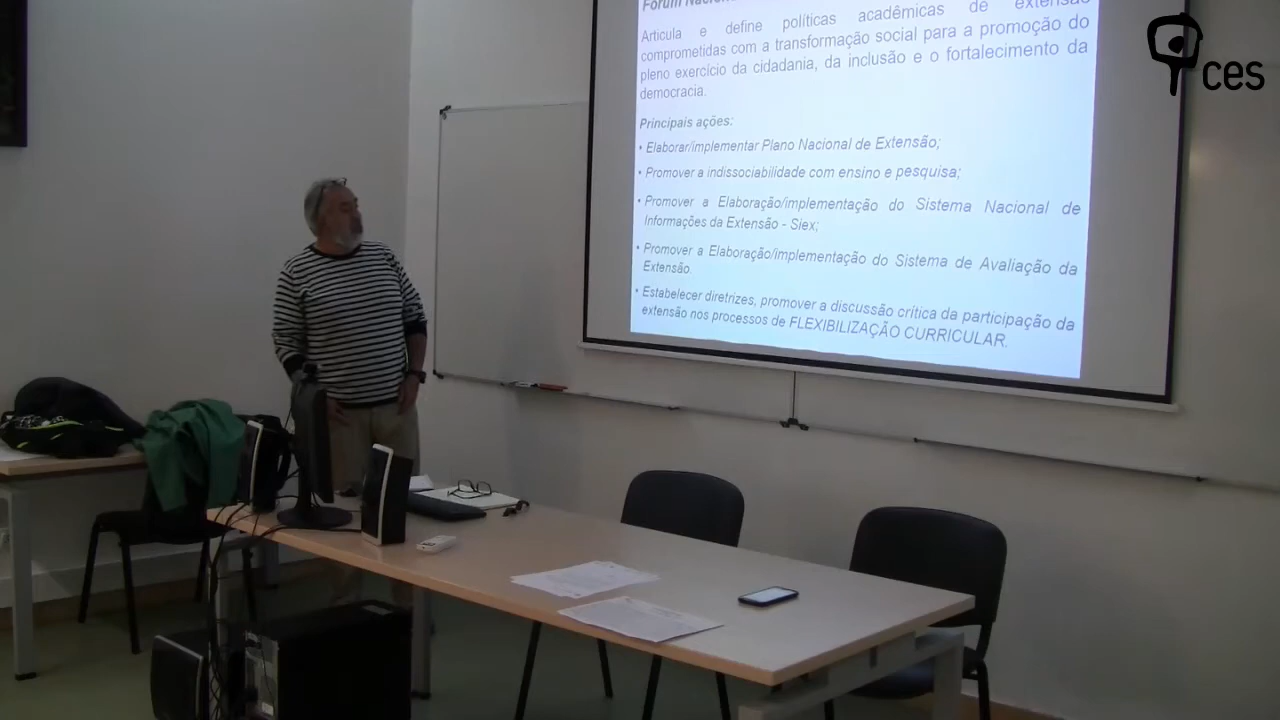 Articula e define políticas acadêmicas de extensão
comprometidas com a transformação social para a promoção do
pleno exercício da cidadania, da inclusão e o fortalecimento da
democracia.
Principais ações:
• Elaborar/implementar Plano Nacional de Extensão;
• Promover a indissociabilidade com ensino e pesquisa;
• Promover a Elaboração/implementação do Sistema Nacional de
Informações da Extensão - Siex;
• Promover a Elaboração/implementação do Sistema de Avaliação da
Extensão.
• Estabelecer diretrizes, promover a discussão crítica da participação da
extensão nos processos de FLEXIBILIZAÇÃO CURRICULAR.
ces